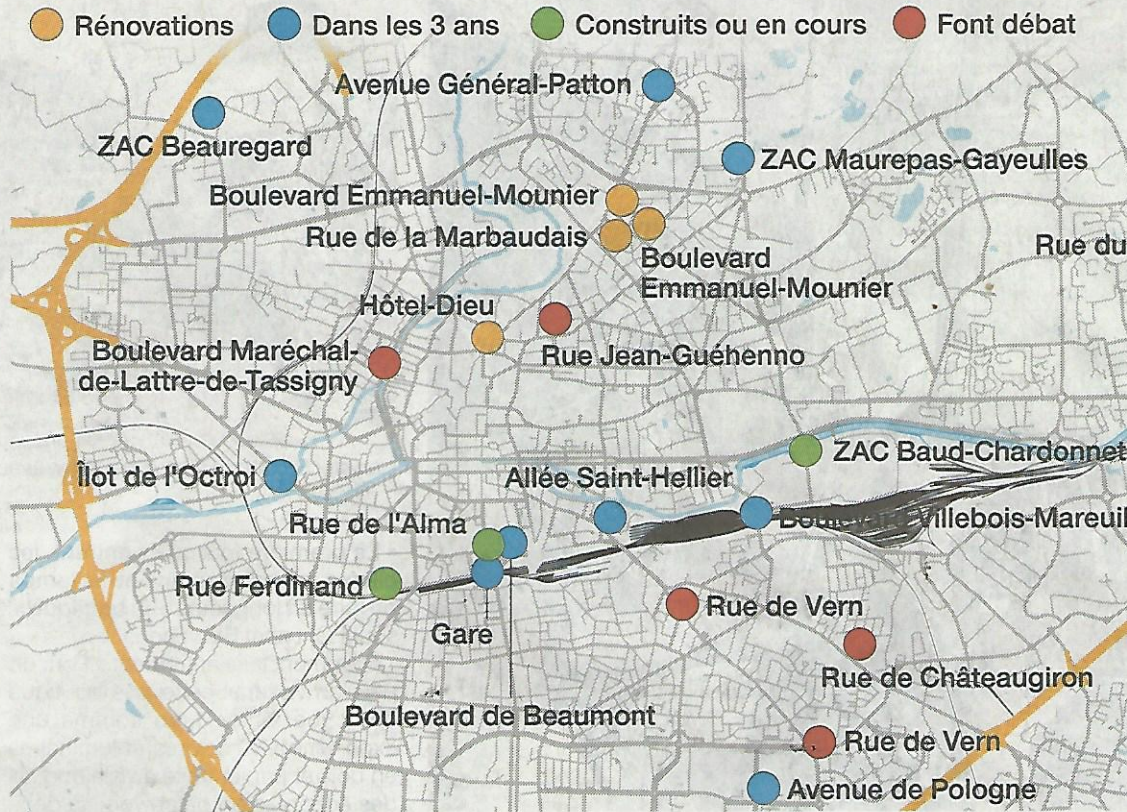 Rénovations Dans les 3 ans Construits ou en cours Font débat
Avenue Général-Patton
ZAC Beauregard
ZAC Maurepas-Gayeulles
Boulevard Emmanuel-Mounier
Rue de la Marbaudais
Rue du
Boulevard
Emmanuel-Mounier
Hôtel-Dieu
Rue Jean-Guéhenno
Boulevard Maréchal-
de-Lattre-de-Tassigny
ZAC Baud-Chardonnet
Îlot de l'Octroi
Allée Saint-Hellier
Rue de l'Alma
Boulevard Villebois-Mareuil
Rue Ferdinand
Rue de Vern
Gare
Rue de Châteaugiron
Boulevard de Beaumont
Rue de Vern
Avenue de Pologne